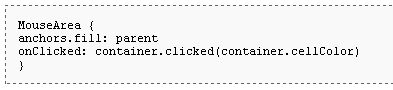 MouseArea {
anchors.fill: parent
onClicked: container.clicked(container.cellColor)
}